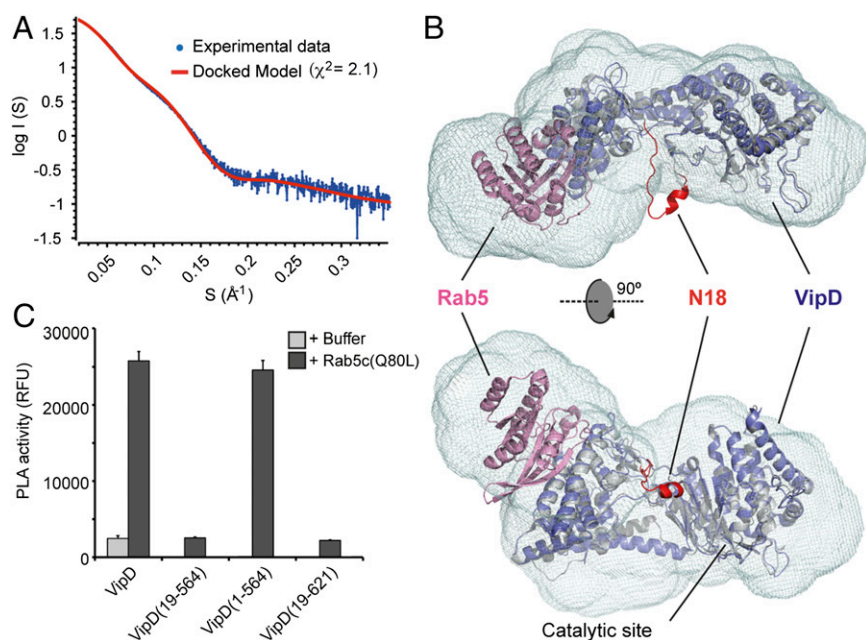 A
Experimental data
Docked Model (χ²= 2.1)
log I (S)
1.5
1
0.5
0
-0.5
-1
-1.5
0.05
0.1
0.15
0.2
0.25
0.3
S (Å⁻¹)
B
Rab5
90º
N18
VipD
Catalytic site
C
+ Buffer
+ Rab5c(Q80L)
PLA activity (RFU)
30000
20000
10000
0
VipD
VipD(19-564)
VipD(1-564)
VipD(19-621)